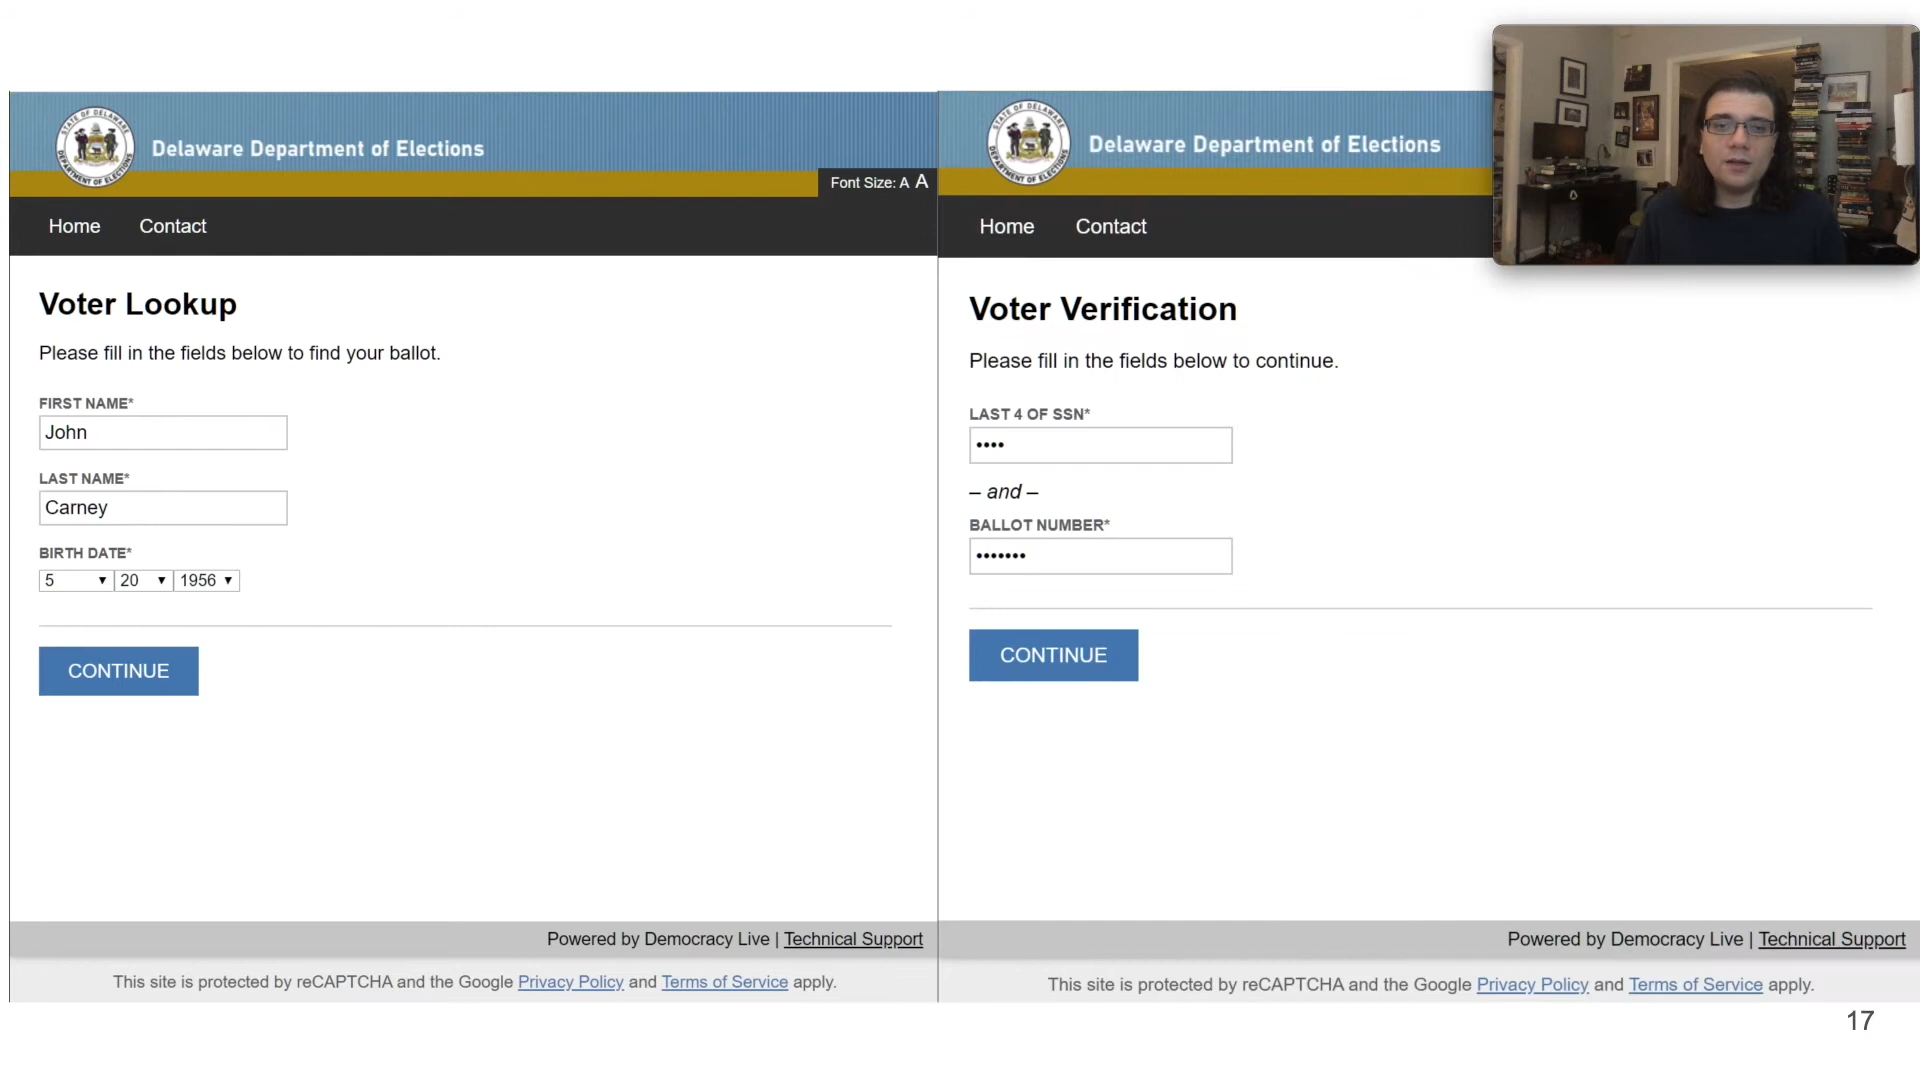 Delaware Department of Elections
Font Size: A A
Home Contact
Voter Lookup
Please fill in the fields below to find your ballot.
FIRST NAME*
John
LAST NAME*
Carney
BIRTH DATE*
5 20 1956
CONTINUE
Powered by Democracy Live | Technical Support
This site is protected by reCAPTCHA and the Google Privacy Policy and Terms of Service apply.
Delaware Department of Elections
Home Contact
Voter Verification
Please fill in the fields below to continue.
LAST 4 OF SSN*
••••
– and –
BALLOT NUMBER*
•••••••
CONTINUE
Powered by Democracy Live | Technical Support
This site is protected by reCAPTCHA and the Google Privacy Policy and Terms of Service apply.
17